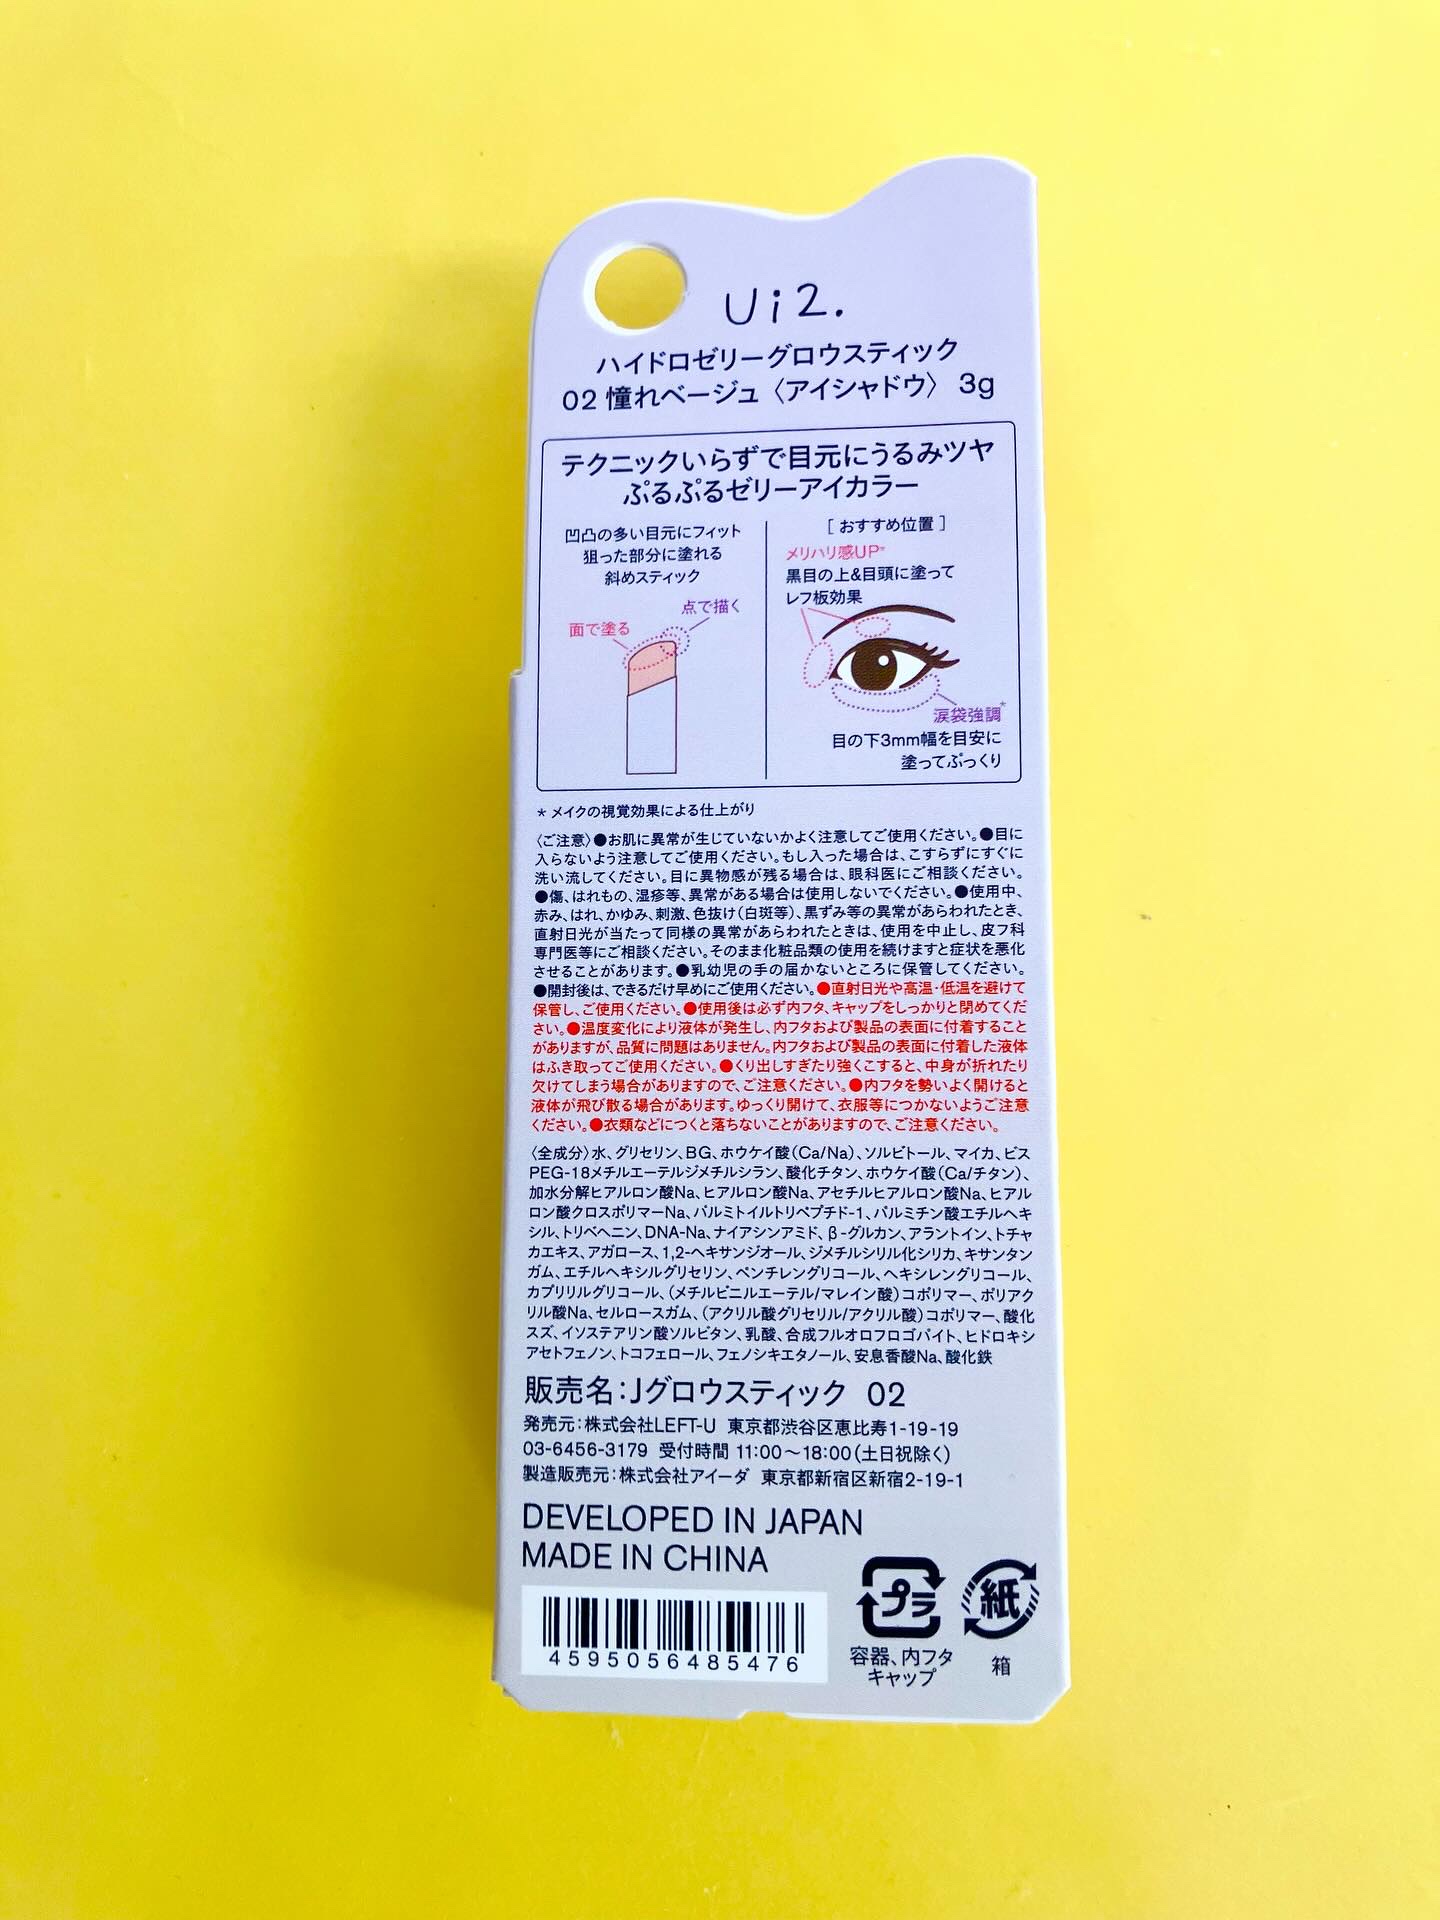 Ui2.
ハイドロゼリーグロウスティック
02 憧れベージュ〈アイシャドウ〉 3g
テクニックいらずで目元にうるみツヤ
ぷるぷるゼリーアイカラー
凹凸の多い目元にフィット
狙った部分に塗れる
斜めスティック
点で描く
面で塗る
[ おすすめ位置 ]
メリハリ感UP*
黒目の上&目頭に塗って
レフ板効果
涙袋強調*
目の下3mm幅を目安に
塗ってぷっくり
* メイクの視覚効果による仕上がり
〈ご注意〉●お肌に異常が生じていないかよく注意してご使用ください。●目に
入らないよう注意してご使用ください。もし入った場合は、こすらずにすぐに
洗い流してください。目に異物感が残る場合は、眼科医にご相談ください。
●傷、はれもの、湿疹等、異常がある場合は使用しないでください。●使用中、
赤み、はれ、かゆみ、刺激、色抜け(白斑等)、黒ずみ等の異常があらわれたとき、
直射日光が当たって同様の異常があらわれたときは、使用を中止し、皮フ科
専門医等にご相談ください。そのまま化粧品類の使用を続けますと症状を悪化
させることがあります。●乳幼児の手の届かないところに保管してください。
●開封後は、できるだけ早めにご使用ください。●直射日光や高温・低温を避けて
保管し、ご使用ください。●使用後は必ず内フタ、キャップをしっかりと閉めてくだ
さい。●温度変化により液体が発生し、内フタおよび製品の表面に付着すること
がありますが、品質に問題はありません。内フタおよび製品の表面に付着した液体
はふき取ってご使用ください。●くり出しすぎたり強くこすると、中身が折れたり
欠けてしまう場合がありますので、ご注意ください。●内フタを勢いよく開けると
液体が飛び散る場合があります。ゆっくり開けて、衣服等につかないようご注意
ください。●衣類などにつくと落ちないことがありますので、ご注意ください。
〈全成分〉水、グリセリン、BG、ホウケイ酸(Ca/Na)、ソルビトール、マイカ、ビス
PEG-18メチルエーテルジメチルシラン、酸化チタン、ホウケイ酸(Ca/チタン)、
加水分解ヒアルロン酸Na、ヒアルロン酸Na、アセチルヒアルロン酸Na、ヒアル
ロン酸クロスポリマーNa、パルミトイルトリペプチド-1、パルミチン酸エチルヘキ
シル、トリベヘニン、DNA-Na、ナイアシンアミド、β-グルカン、アラントイン、トチャ
カエキス、アガロース、1,2-ヘキサンジオール、ジメチルシリル化シリカ、キサンタン
ガム、エチルヘキシルグリセリン、ペンチレングリコール、ヘキシレングリコール、
カプリリルグリコール、(メチルビニルエーテル/マレイン酸)コポリマー、ポリアク
リル酸Na、セルロースガム、(アクリル酸グリセリル/アクリル酸)コポリマー、酸化
スズ、イソステアリン酸ソルビタン、乳酸、合成フルオロフロゴパイト、ヒドロキシ
アセトフェノン、トコフェロール、フェノキシエタノール、安息香酸Na、酸化鉄
販売名:Jグロウスティック 02
発売元:株式会社LEFT-U 東京都渋谷区恵比寿1-19-19
03-6456-3179 受付時間 11:00～18:00(土日祝除く)
製造販売元:株式会社アイーダ 東京都新宿区新宿2-19-1
DEVELOPED IN JAPAN
MADE IN CHINA
4595056485476
プラ
容器、内フタ
キャップ
紙
箱